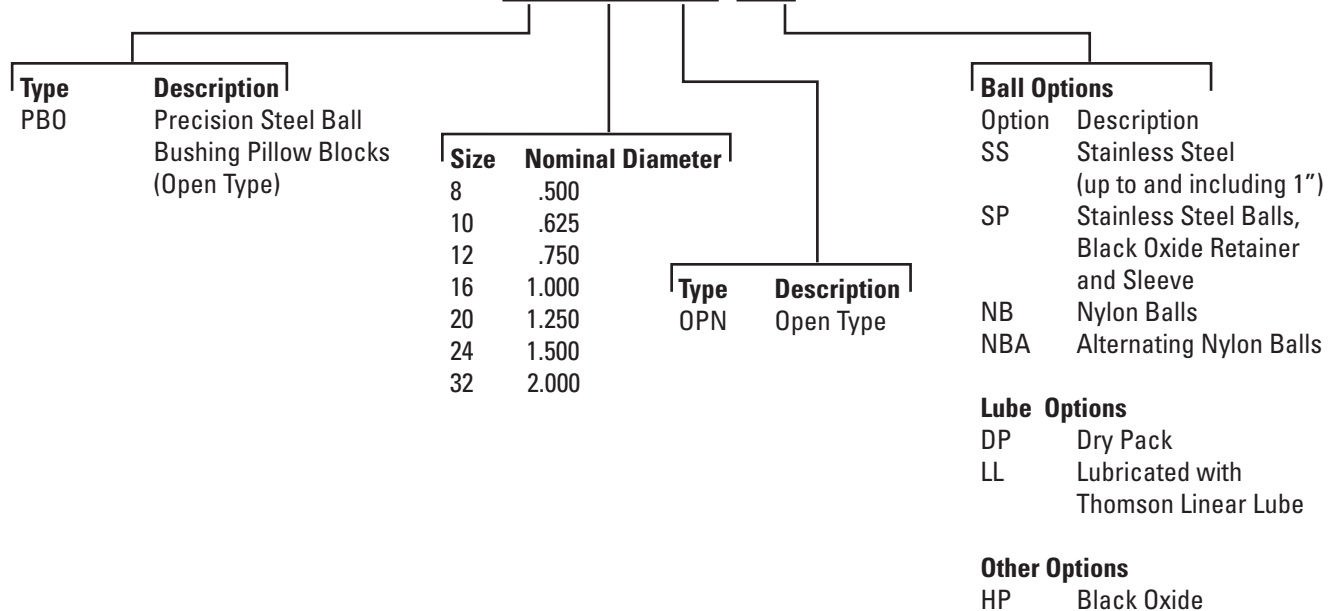 Type Description
PBO Precision Steel Ball
Bushing Pillow Blocks
(Open Type)
Size Nominal Diameter
8 .500
10 .625
12 .750
16 1.000
20 1.250
24 1.500
32 2.000
Type Description
OPN Open Type
Ball Options
Option Description
SS Stainless Steel
(up to and including 1”)
SP Stainless Steel Balls,
Black Oxide Retainer
and Sleeve
NB Nylon Balls
NBA Alternating Nylon Balls
Lube Options
DP Dry Pack
LL Lubricated with
Thomson Linear Lube
Other Options
HP Black Oxide